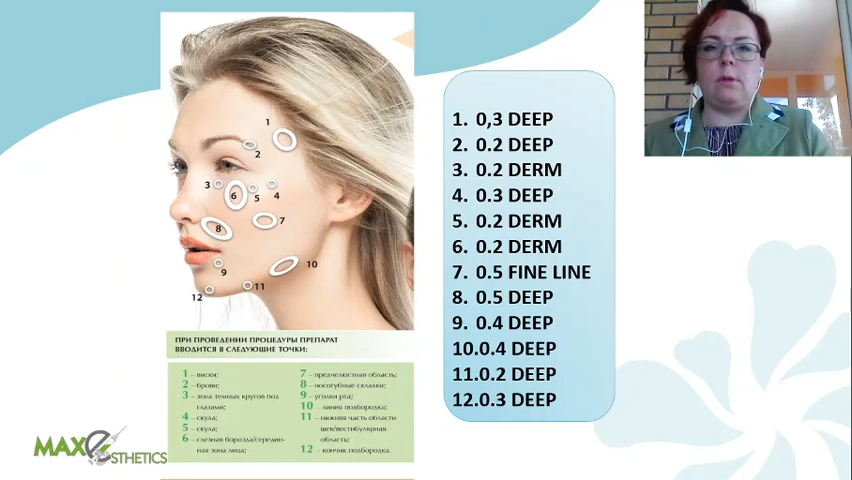 1
2
3
4
5
6
7
8
9
10
11
12
ПРИ ПРОВЕДЕНИИ ПРОЦЕДУРЫ ПРЕПАРАТ
ВВОДИТСЯ В СЛЕДУЮЩИЕ ТОЧКИ:
1 – виски;
2 – брови;
3 – зона темных кругов под
глазами;
4 – скула;
5 – скула;
6 – слезная борозда/середин-
ная зона лица;
7 – предчелюстная область;
8 – носогубные складки;
9 – уголки рта;
10 – линия подбородка;
11 – нижняя часть области
щек/вестибулярная
область;
12 – кончик подбородка.
1. 0,3 DEEP
2. 0.2 DEEP
3. 0.2 DERM
4. 0.3 DEEP
5. 0.2 DERM
6. 0.2 DERM
7. 0.5 FINE LINE
8. 0.5 DEEP
9. 0.4 DEEP
10.0.4 DEEP
11.0.2 DEEP
12.0.3 DEEP
MAX eSTHETICS